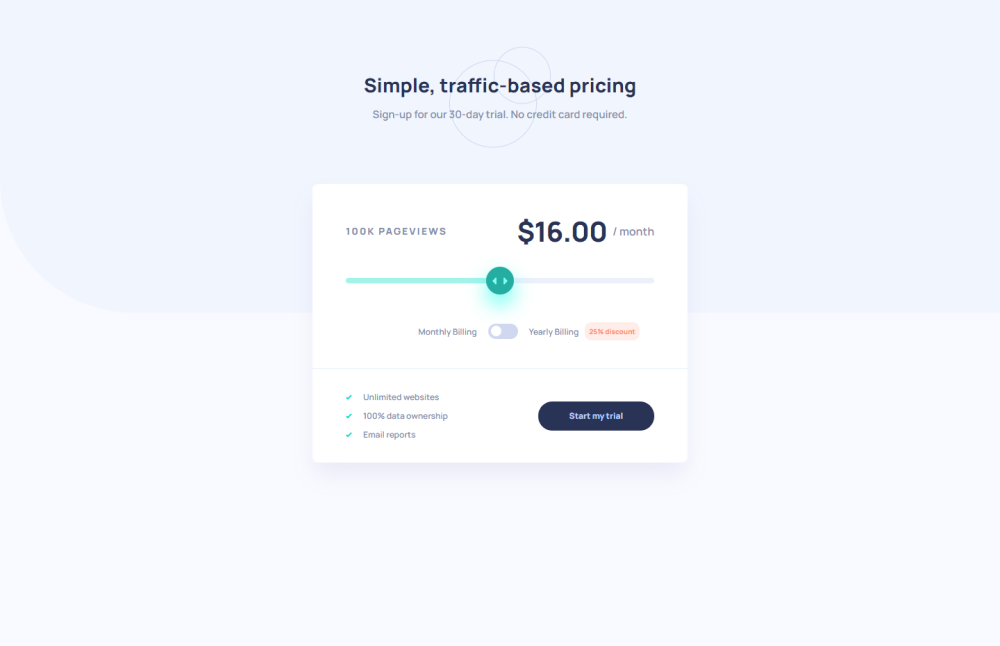 Simple, traffic-based pricing
Sign-up for our 30-day trial. No credit card required.
100K PAGEVIEWS
$16.00 / month
Monthly Billing
Yearly Billing
25% discount
Unlimited websites
100% data ownership
Email reports
Start my trial